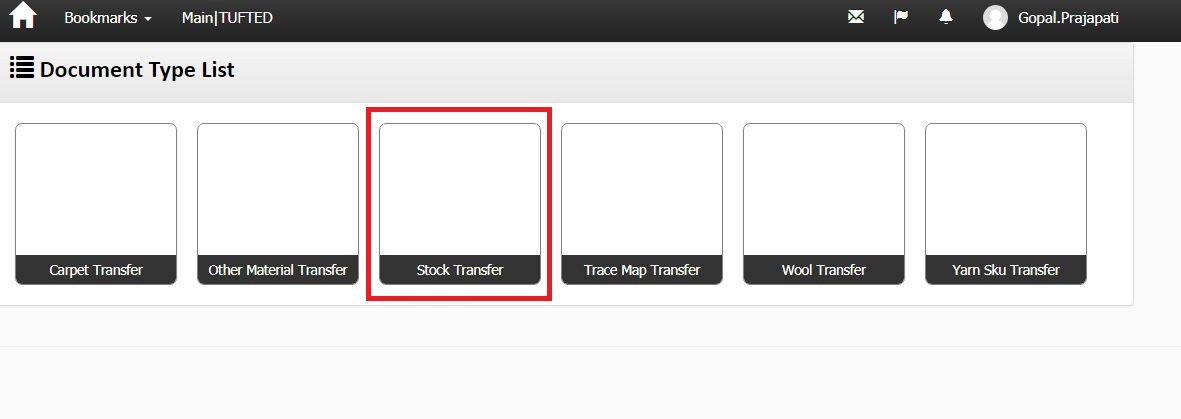 Bookmarks Main|TUFTED Gopal.Prajapati
Document Type List
Carpet Transfer Other Material Transfer Stock Transfer Trace Map Transfer Wool Transfer Yarn Sku Transfer